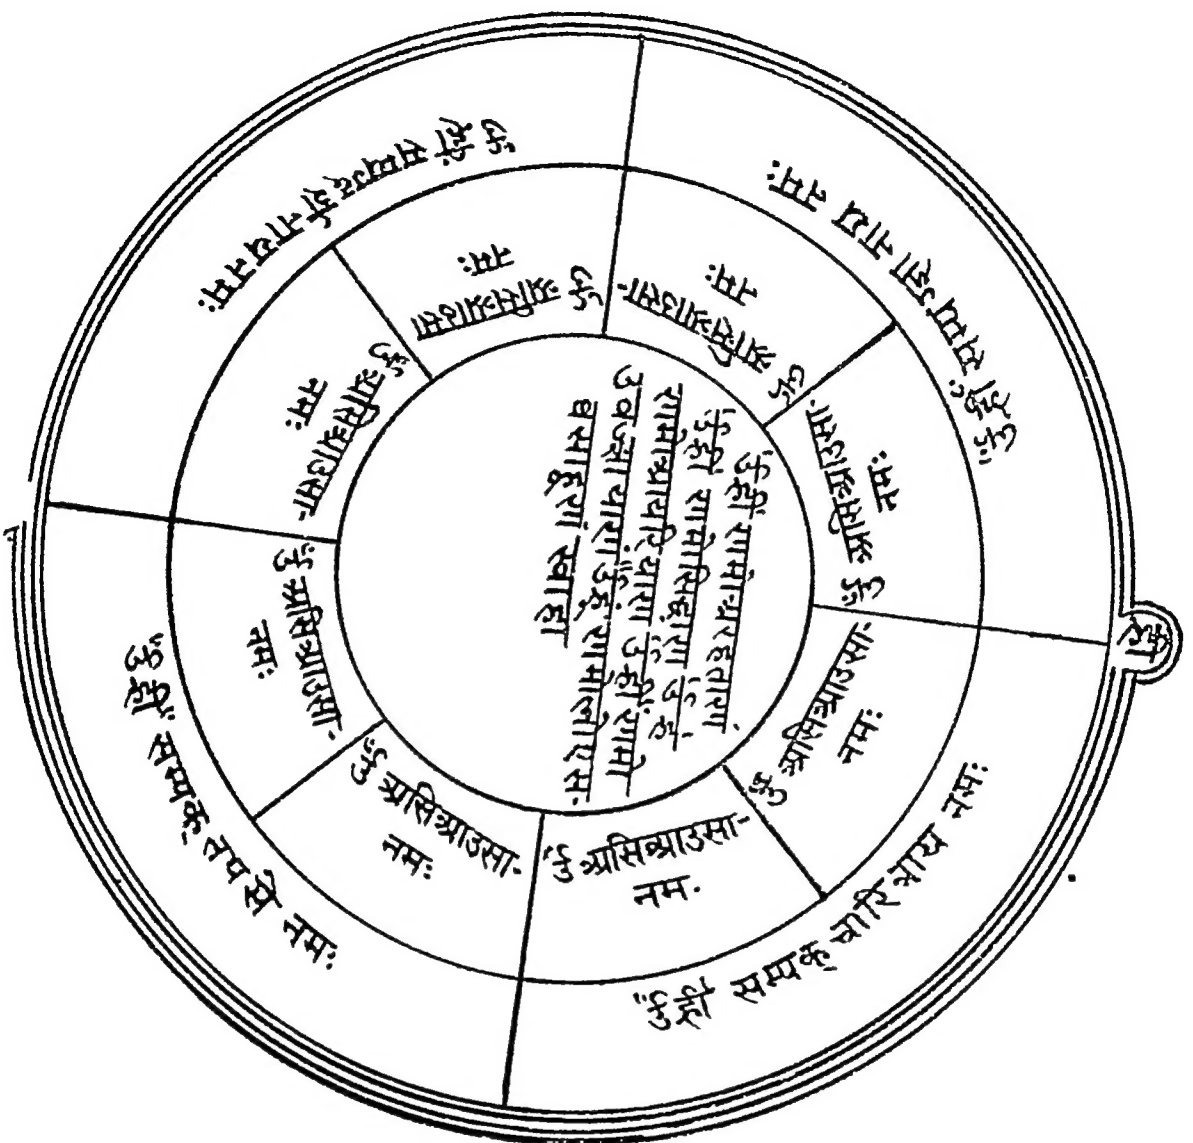 ह्रीं
ॐ ह्रीं णमो अरहंताणं
ॐ ह्रीं णमो सिद्धाणं ॐ ह्रीं
णमो आयरियाणं ॐ ह्रीं णमो
उवज्झायाणं ॐ ह्रीं णमो लोए स-
व्वसाहूणं स्वाहा
ॐ असिआउसा
नमः
ॐ असिआउसा-
नमः
ॐ असिआउसा-
नमः
ॐ असिआउसा-
नमः
ॐ असिआउसा-
नमः
ॐ असिआउसा-
नमः
ॐ असिआउसा-
नमः
ॐ असिआउसा-
नमः
ॐ ह्रीं सम्यग्दर्शनाय नमः
ॐ ह्रीं सम्यग्ज्ञानाय नमः
ॐ ह्रीं सम्यक् चारित्राय नमः
ॐ ह्रीं सम्यक् तपसे नमः